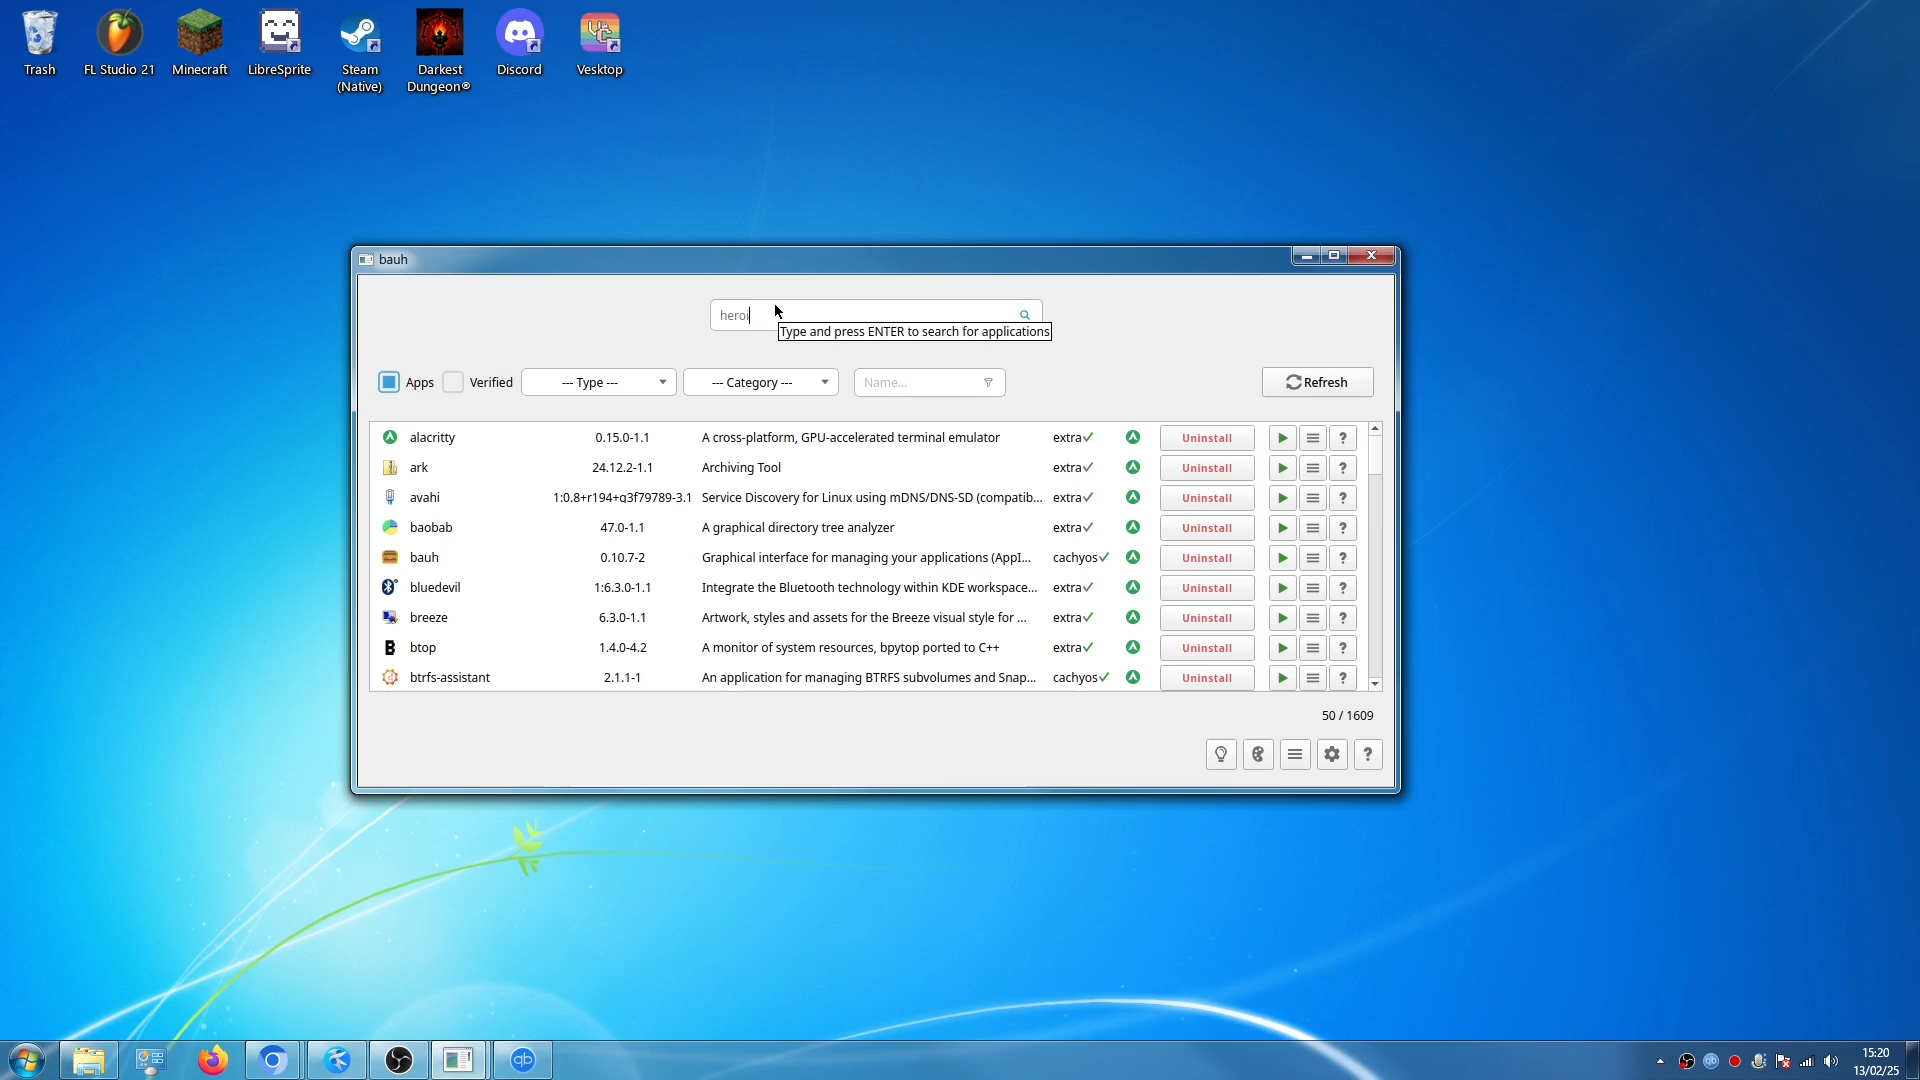 Trash
FL Studio 21
Minecraft
LibreSprite
Steam
(Native)
Darkest
Dungeon®
Discord
Vesktop
bauh
heroi
Type and press ENTER to search for applications
Apps
Verified
--- Type ---
--- Category ---
Name...
Refresh
alacritty 0.15.0-1.1 A cross-platform, GPU-accelerated terminal emulator extra Uninstall ?
ark 24.12.2-1.1 Archiving Tool extra Uninstall ?
avahi 1:0.8+r194+g3f79789-3.1 Service Discovery for Linux using mDNS/DNS-SD (compatib... extra Uninstall ?
baobab 47.0-1.1 A graphical directory tree analyzer extra Uninstall ?
bauh 0.10.7-2 Graphical interface for managing your applications (AppI... cachyos Uninstall ?
bluedevil 1:6.3.0-1.1 Integrate the Bluetooth technology within KDE workspace... extra Uninstall ?
breeze 6.3.0-1.1 Artwork, styles and assets for the Breeze visual style for ... extra Uninstall ?
B btop 1.4.0-4.2 A monitor of system resources, bpytop ported to C++ extra Uninstall ?
btrfs-assistant 2.1.1-1 An application for managing BTRFS subvolumes and Snap... cachyos Uninstall ?
50 / 1609
?
qb
15:20
13/02/25